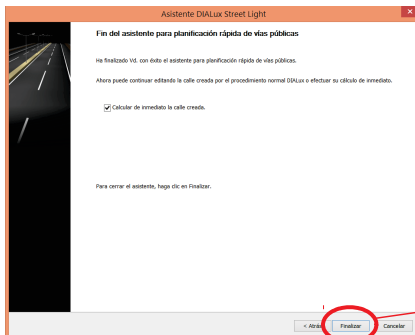 Asistente DIALux Street Light
Fin del asistente para planificación rápida de vías públicas
Ha finalizado Vd. con éxito el asistente para planificación rápida de vías públicas.
Ahora puede continuar editando la calle creada por el procedimiento normal DIALux o efectuar su cálculo de inmediato.
Calcular de inmediato la calle creada.
Para cerrar el asistente, haga clic en Finalizar.
< Atrás Finalizar Cancelar